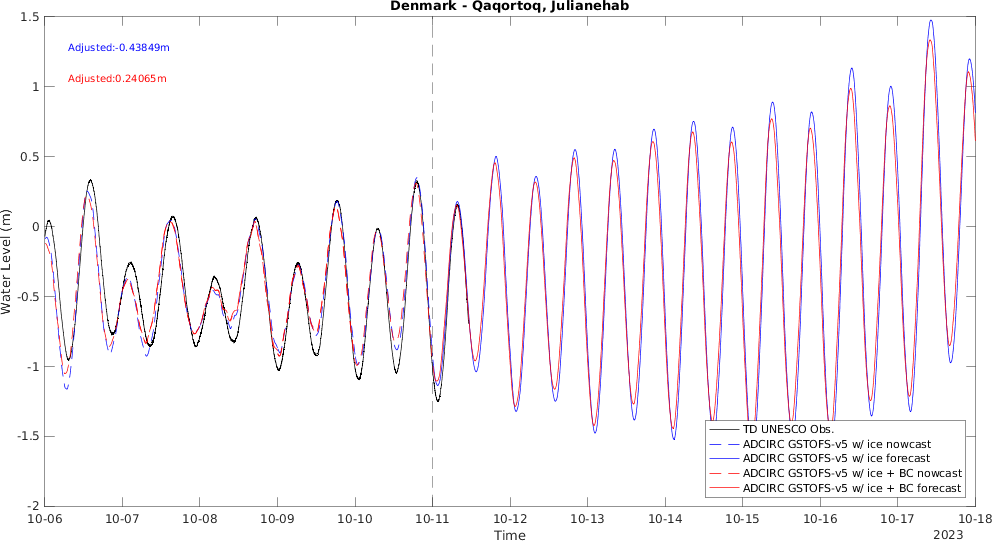 Denmark - Qaqortoq, Julianehab
Adjusted:-0.43849m
Adjusted:0.24065m
1.5
1
0.5
0
-0.5
-1
-1.5
-2
Water Level (m)
TD UNESCO Obs.
ADCIRC GSTOFS-v5 w/ ice nowcast
ADCIRC GSTOFS-v5 w/ ice forecast
ADCIRC GSTOFS-v5 w/ ice + BC nowcast
ADCIRC GSTOFS-v5 w/ ice + BC forecast
10-06 10-07 10-08 10-09 10-10 10-11 10-12 10-13 10-14 10-15 10-16 10-17 10-18
Time
2023